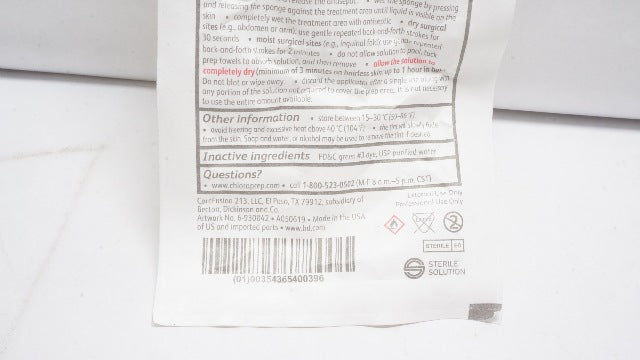 and releasing the sponge against the treatment area until liquid is visible on the
skin • completely wet the treatment area with antiseptic • dry surgical
sites (e.g., abdomen or arm): use gentle repeated back-and-forth strokes for
30 seconds • moist surgical sites (e.g., inguinal fold): use gentle repeated
back-and-forth strokes for 2 minutes • do not allow solution to pool; tuck
prep towels to absorb solution, and then remove • allow the solution to
completely dry (minimum of 3 minutes on hairless skin; up to 1 hour in hair).
Do not blot or wipe away. • discard the applicator after a single use along with
any portion of the solution not required to cover the prep area. It is not necessary
to use the entire amount available.
Other information • store between 15-30 °C (59-86 °F)
• avoid freezing and excessive heat above 40 °C (104 °F) • the tint will slowly fade
from the skin. Soap and water, or alcohol may be used to remove the tint if desired.
Inactive ingredients FD&C green #3 dye, USP purified water
Questions?
• www.chloraprep.com • call 1-800-523-0502 (M-F 8 a.m.-5 p.m. CST)
CareFusion 213, LLC, El Paso, TX 79912, subsidiary of
Becton, Dickinson and Co.
Artwork No. 6-930842 • A050619 • Made in the USA
of US and imported parts • www.bd.com
External Use Only
Professional Use Only
STERILE EO
STERILE
SOLUTION
(01)00354365400396